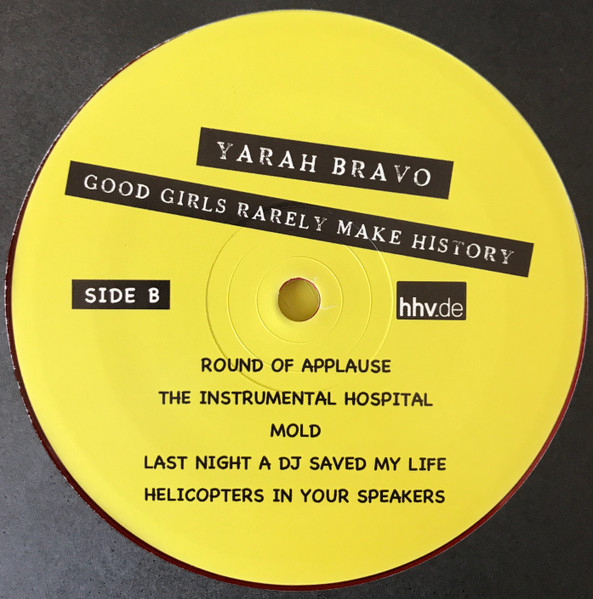 YARAH BRAVO
GOOD GIRLS RARELY MAKE HISTORY
SIDE B
hhv.de
ROUND OF APPLAUSE
THE INSTRUMENTAL HOSPITAL
MOLD
LAST NIGHT A DJ SAVED MY LIFE
HELICOPTERS IN YOUR SPEAKERS